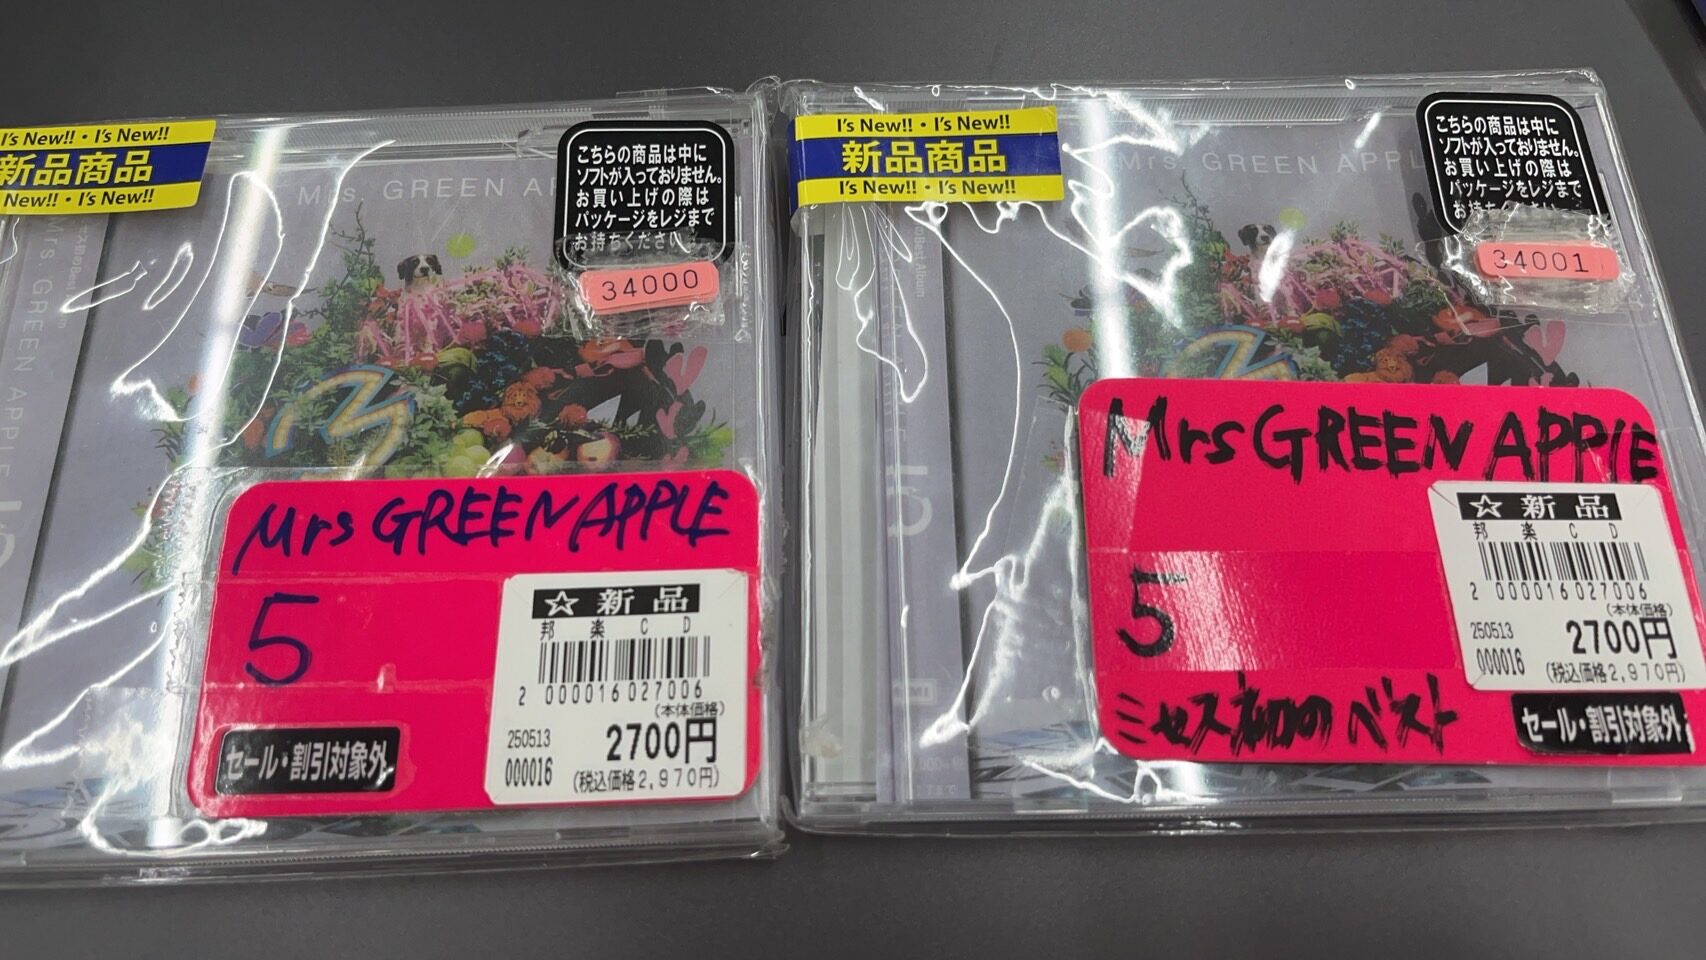 I's New!!・I's New!!
新品商品
New!!・I's New!!
こちらの商品は中に
ソフトが入っておりません。
お買い上げの際は
パッケージをレジまで
お持ちください。
34000
Mrs. GREEN
Mrs. GREEN APPLE
Mrs GREEN APPLE
5
☆新品
邦楽CD
2 000016 027006
(本体価格)
250513
2700円
000016
(税込価格2,970円)
セール・割引対象外
I's New!!・I's New!!
新品商品
I's New!!・I's New!!
こちらの商品は中に
ソフトが入っておりません。
お買い上げの際は
パッケージをレジまで
34001
Mrs. GREEN APPL
Best Album
5
Mrs GREEN APPLE
5
ミセス初のベスト
☆新品
邦楽CD
2 000016 027006
(本体価格)
250513
2700円
000016
(税込価格2,970円)
セール・割引対象外